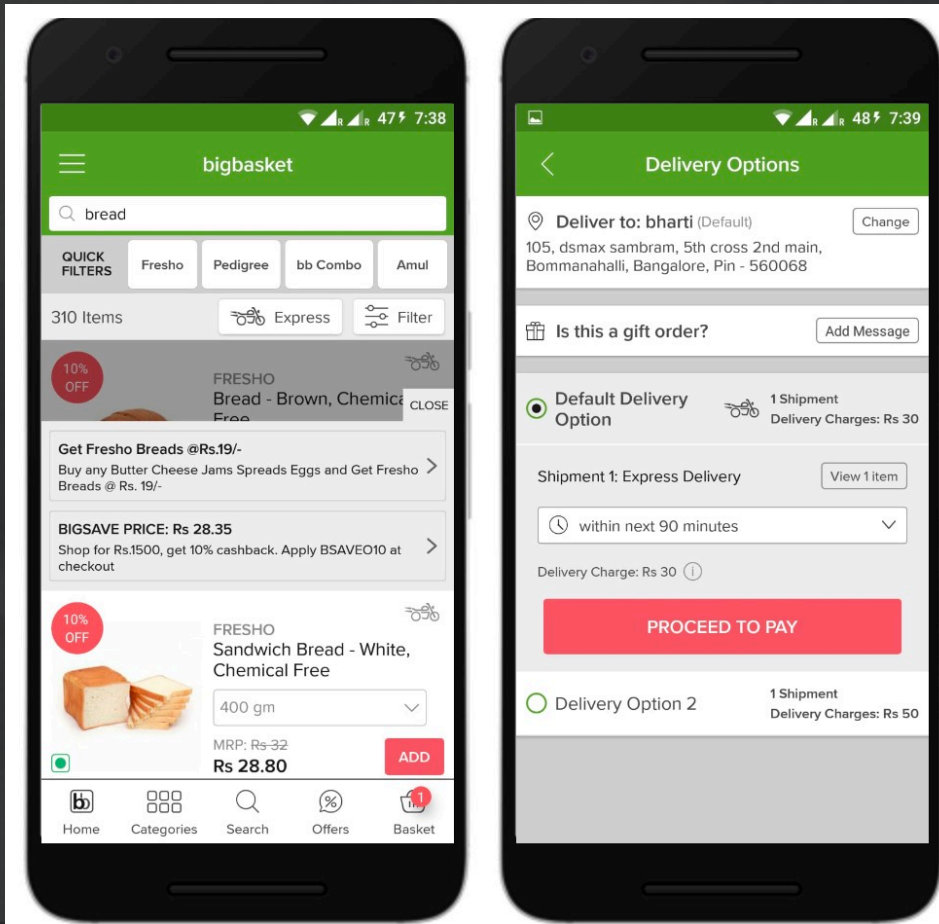 R R 47 7:38
bigbasket
bread
QUICK FILTERS Fresho Pedigree bb Combo Amul
310 Items Express Filter
10% OFF
FRESHO
Bread - Brown, Chemica
Free
CLOSE
Get Fresho Breads @Rs.19/-
Buy any Butter Cheese Jams Spreads Eggs and Get Fresho
Breads @ Rs. 19/-
BIGSAVE PRICE: Rs 28.35
Shop for Rs.1500, get 10% cashback. Apply BSAVEO10 at
checkout
10% OFF
FRESHO
Sandwich Bread - White,
Chemical Free
400 gm
MRP: Rs 32
Rs 28.80
ADD
bb 1
Home Categories Search Offers Basket
R R 48 7:39
Delivery Options
Deliver to: bharti (Default) Change
105, dsmax sambram, 5th cross 2nd main,
Bommanahalli, Bangalore, Pin - 560068
Is this a gift order? Add Message
Default Delivery
Option
1 Shipment
Delivery Charges: Rs 30
Shipment 1: Express Delivery View 1 item
within next 90 minutes
Delivery Charge: Rs 30 i
PROCEED TO PAY
Delivery Option 2
1 Shipment
Delivery Charges: Rs 50